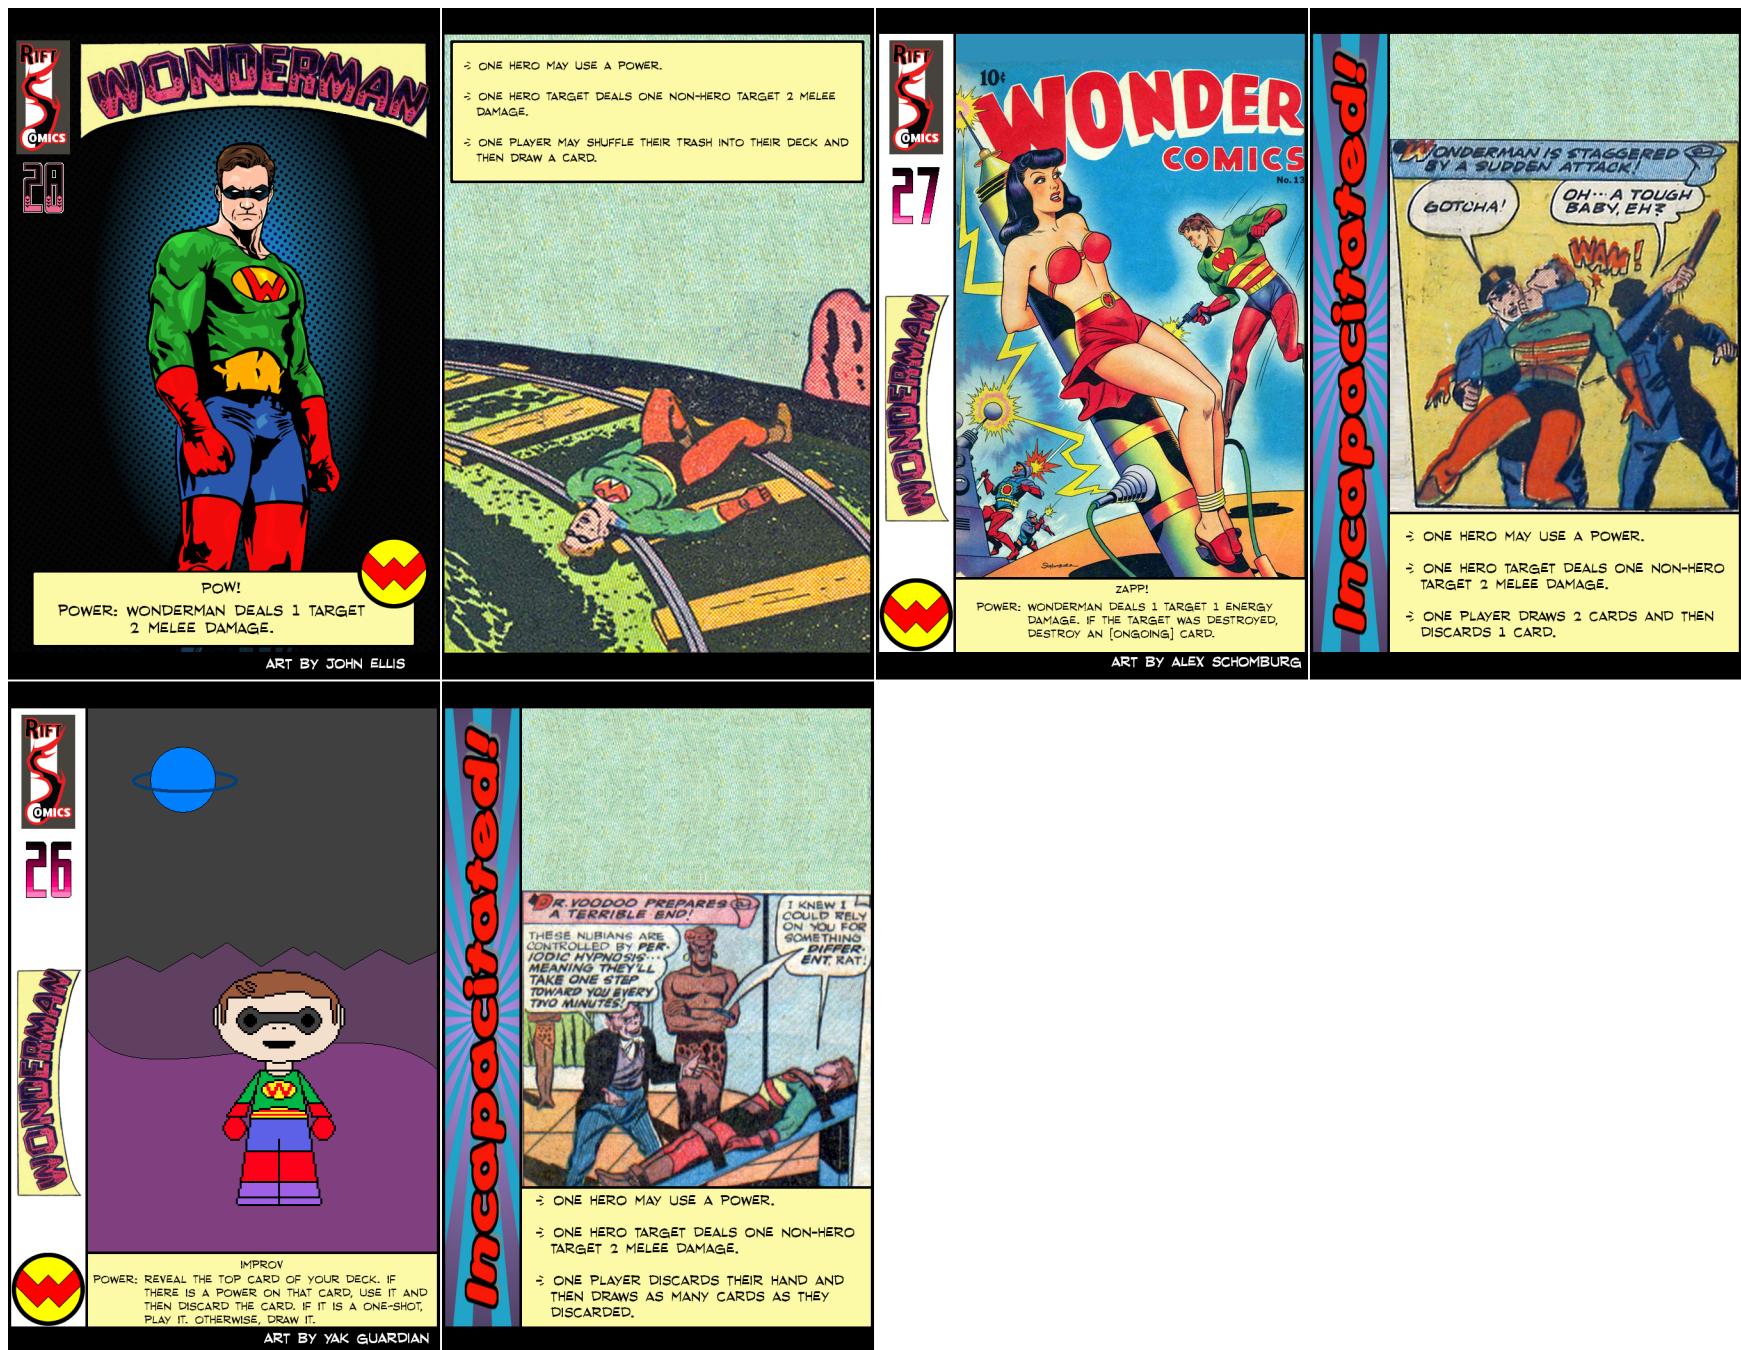 RIFT
COMICS
WONDERMAN
28
W
POW!
POWER: WONDERMAN DEALS 1 TARGET
2 MELEE DAMAGE.
W
ART BY JOHN ELLIS
ONE HERO MAY USE A POWER.
ONE HERO TARGET DEALS ONE NON-HERO TARGET 2 MELEE
DAMAGE.
ONE PLAYER MAY SHUFFLE THEIR TRASH INTO THEIR DECK AND
THEN DRAW A CARD.
RIFT
COMICS
27
WONDERMAN
W
10¢
WONDER
COMICS
No. 13
ZAPP!
POWER: WONDERMAN DEALS 1 TARGET 1 ENERGY
DAMAGE. IF THE TARGET WAS DESTROYED,
DESTROY AN [ONGOING] CARD.
ART BY ALEX SCHOMBURG
Incapacitated!
WONDERMAN IS STAGGERED
BY A SUDDEN ATTACK!
GOTCHA!
OH··· A TOUGH
BABY, EH?
WAM!
ONE HERO MAY USE A POWER.
ONE HERO TARGET DEALS ONE NON-HERO
TARGET 2 MELEE DAMAGE.
ONE PLAYER DRAWS 2 CARDS AND THEN
DISCARDS 1 CARD.
RIFT
COMICS
26
WONDERMAN
W
W
IMPROV
POWER: REVEAL THE TOP CARD OF YOUR DECK. IF
THERE IS A POWER ON THAT CARD, USE IT AND
THEN DISCARD THE CARD. IF IT IS A ONE-SHOT,
PLAY IT. OTHERWISE, DRAW IT.
ART BY YAK GUARDIAN
Incapacitated!
DR. VOODOO PREPARES
A TERRIBLE END!
THESE NUBIANS ARE
CONTROLLED BY PER-
IODIC HYPNOSIS····
MEANING THEY'LL
TAKE ONE STEP
TOWARD YOU EVERY
TWO MINUTES!
I KNEW I
COULD RELY
ON YOU FOR
SOMETHING
DIFFER-
ENT, RAT!
ONE HERO MAY USE A POWER.
ONE HERO TARGET DEALS ONE NON-HERO
TARGET 2 MELEE DAMAGE.
ONE PLAYER DISCARDS THEIR HAND AND
THEN DRAWS AS MANY CARDS AS THEY
DISCARDED.